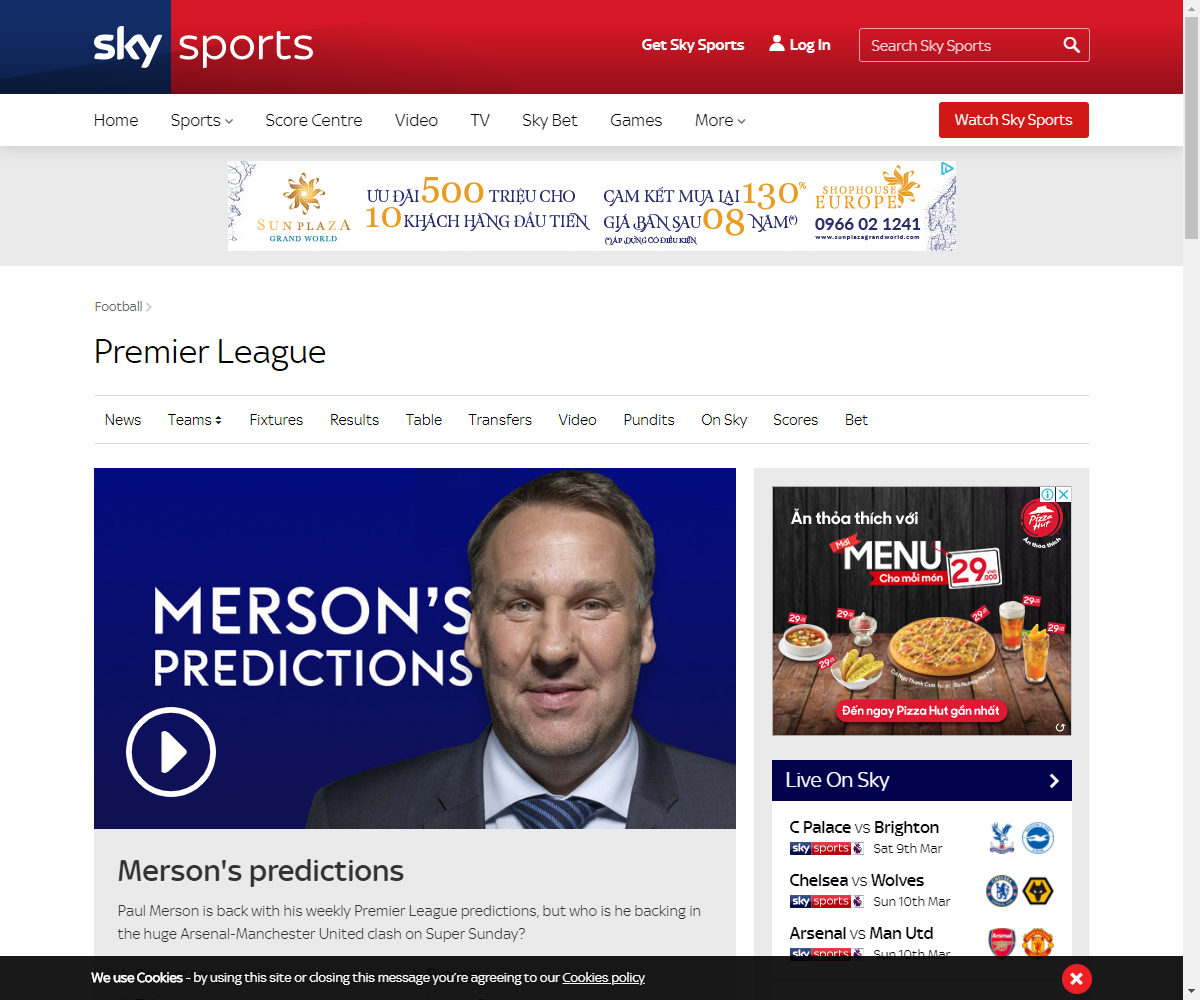 sky sports
Get Sky Sports
Log In
Search Sky Sports
Home
Sports
Score Centre
Video
TV
Sky Bet
Games
More
Watch Sky Sports
SUN PLAZA
GRAND WORLD
ƯU ĐÃI 500 TRIỆU CHO
10 KHÁCH HÀNG ĐẦU TIÊN
CAM KẾT MUA LẠI 130%
GIÁ BÁN SAU 08 NĂM(*)
(*) ÁP DỤNG CÓ ĐIỀU KIỆN
SHOPHOUSE
EUROPE
0966 02 1241
www.sunplazagrandworld.com
Football
Premier League
News
Teams
Fixtures
Results
Table
Transfers
Video
Pundits
On Sky
Scores
Bet
MERSON'S
PREDICTIONS
Merson's predictions
Paul Merson is back with his weekly Premier League predictions, but who is he backing in
the huge Arsenal-Manchester United clash on Super Sunday?
Ăn thỏa thích với
Pizza Hut
Ăn thỏa thích
Mới
MENU
Cho mỗi món
29.000 VND
Đến ngay Pizza Hut gần nhất
Live On Sky
C Palace vs Brighton
sky sports Sat 9th Mar
Chelsea vs Wolves
sky sports Sun 10th Mar
Arsenal vs Man Utd
sky sports Sun 10th Mar
We use Cookies - by using this site or closing this message you're agreeing to our Cookies policy